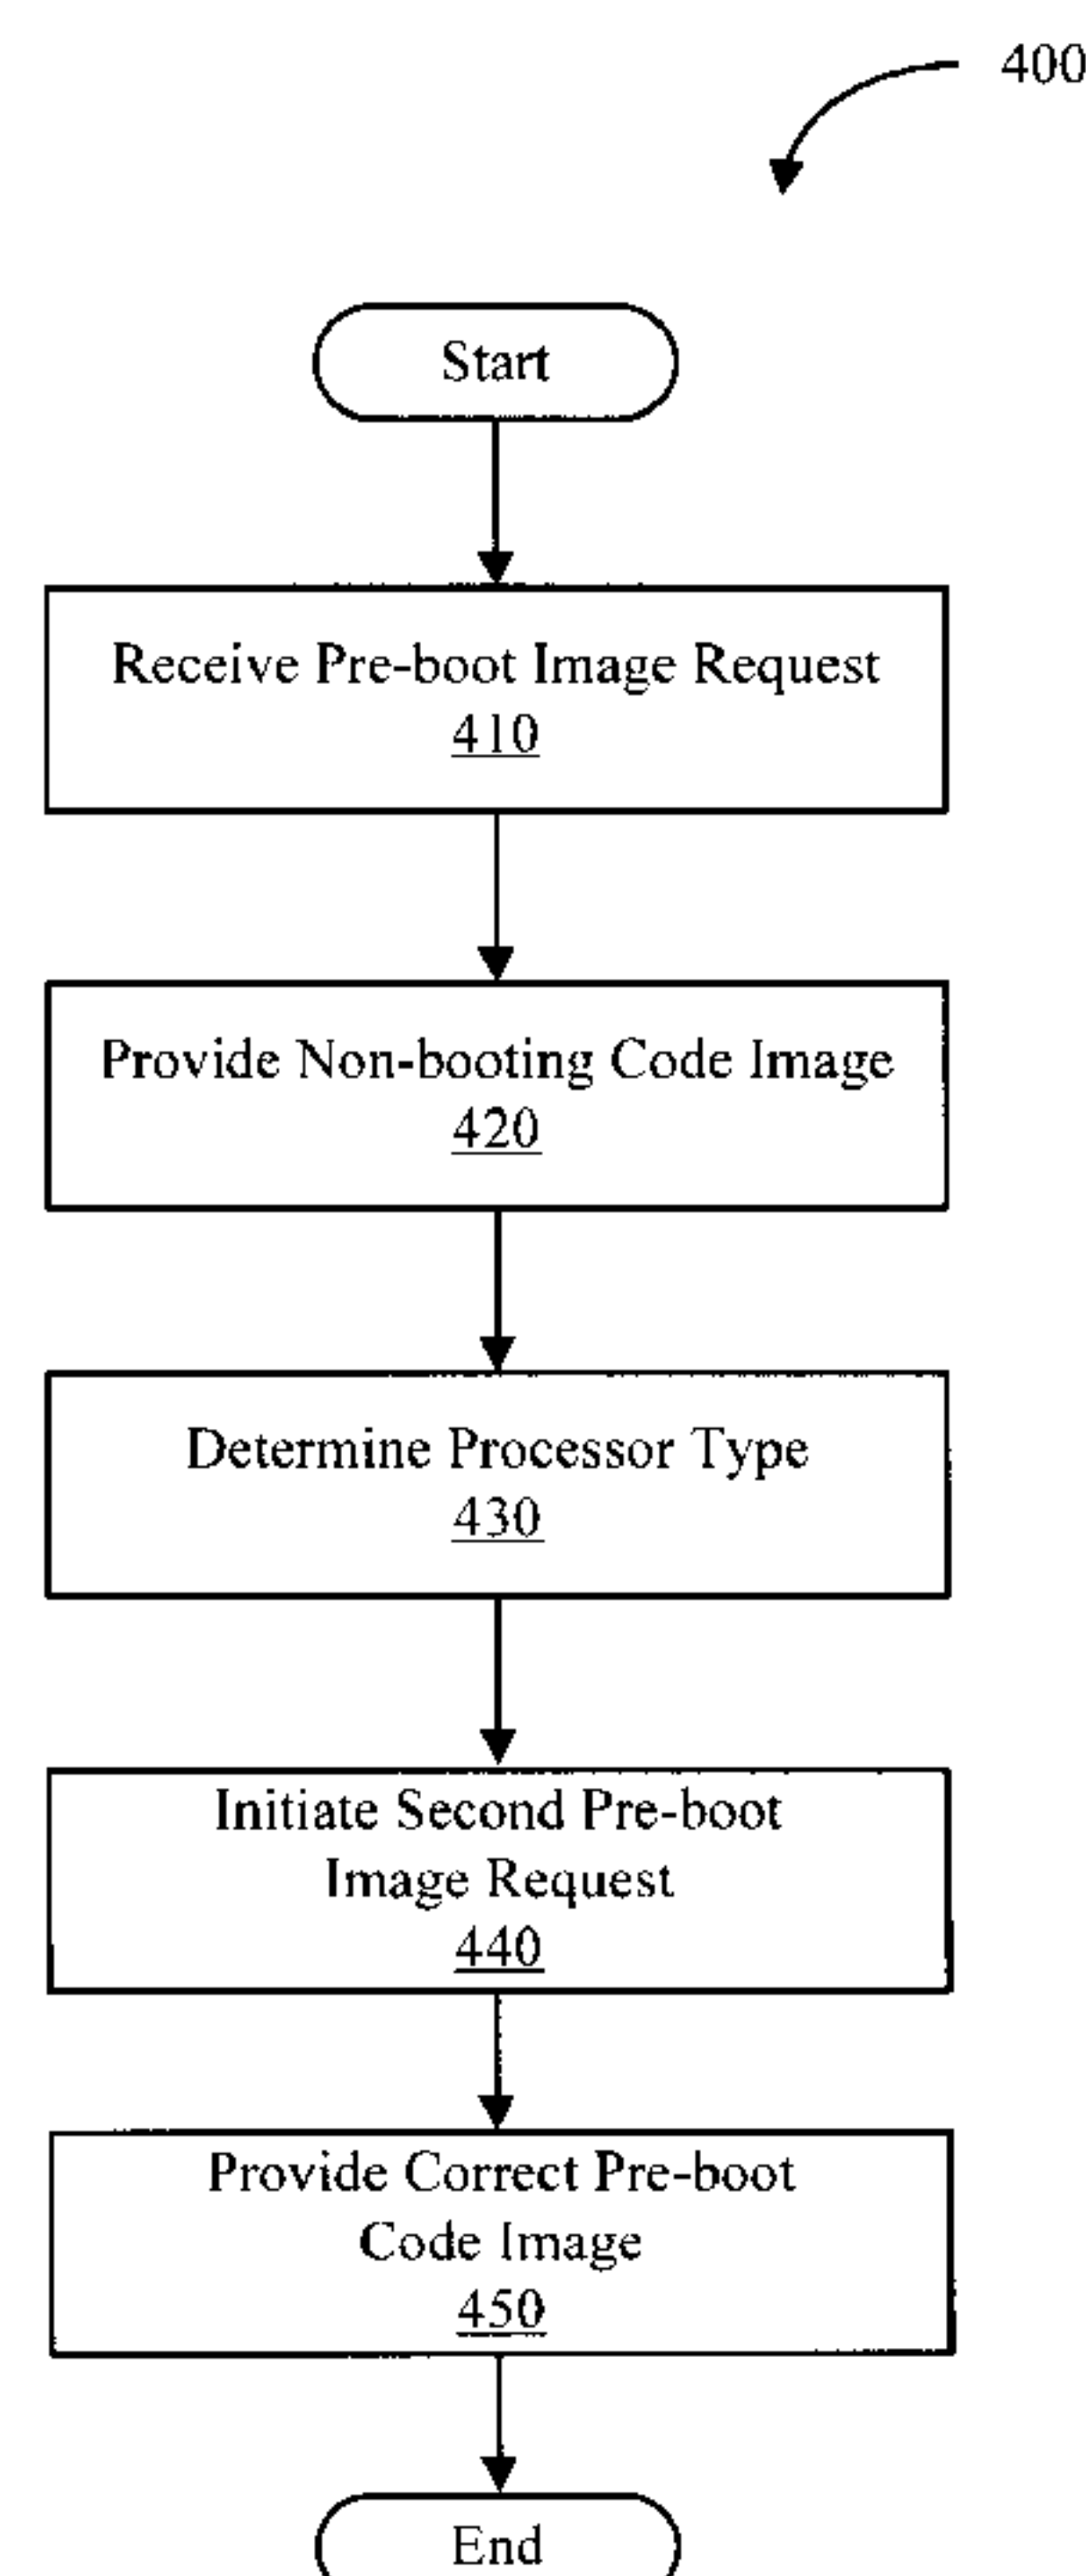 400
Start
Receive Pre-boot Image Request
410
Provide Non-booting Code Image
420
Determine Processor Type
430
Initiate Second Pre-boot
Image Request
440
Provide Correct Pre-boot
Code Image
450
End